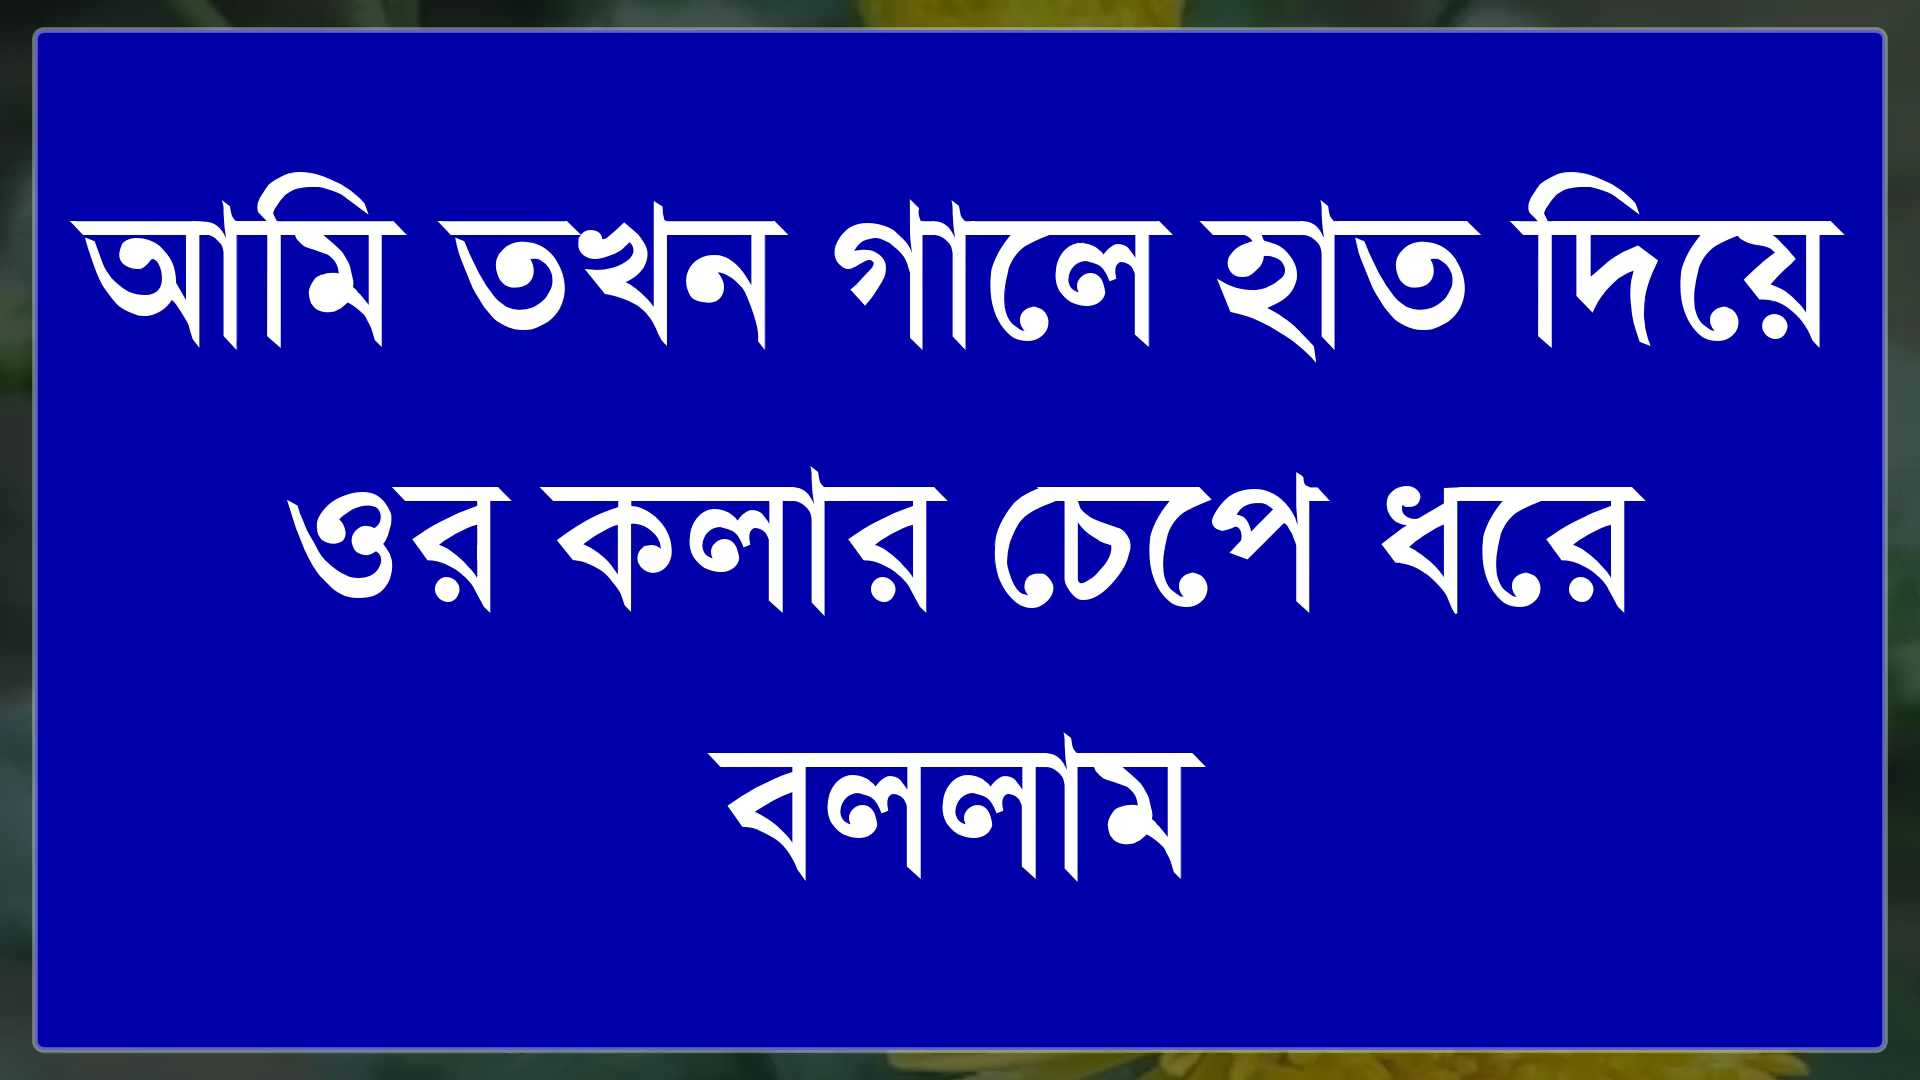 আমি তখন গালে হাত দিয়ে
ওর কলার চেপে ধরে
বললাম